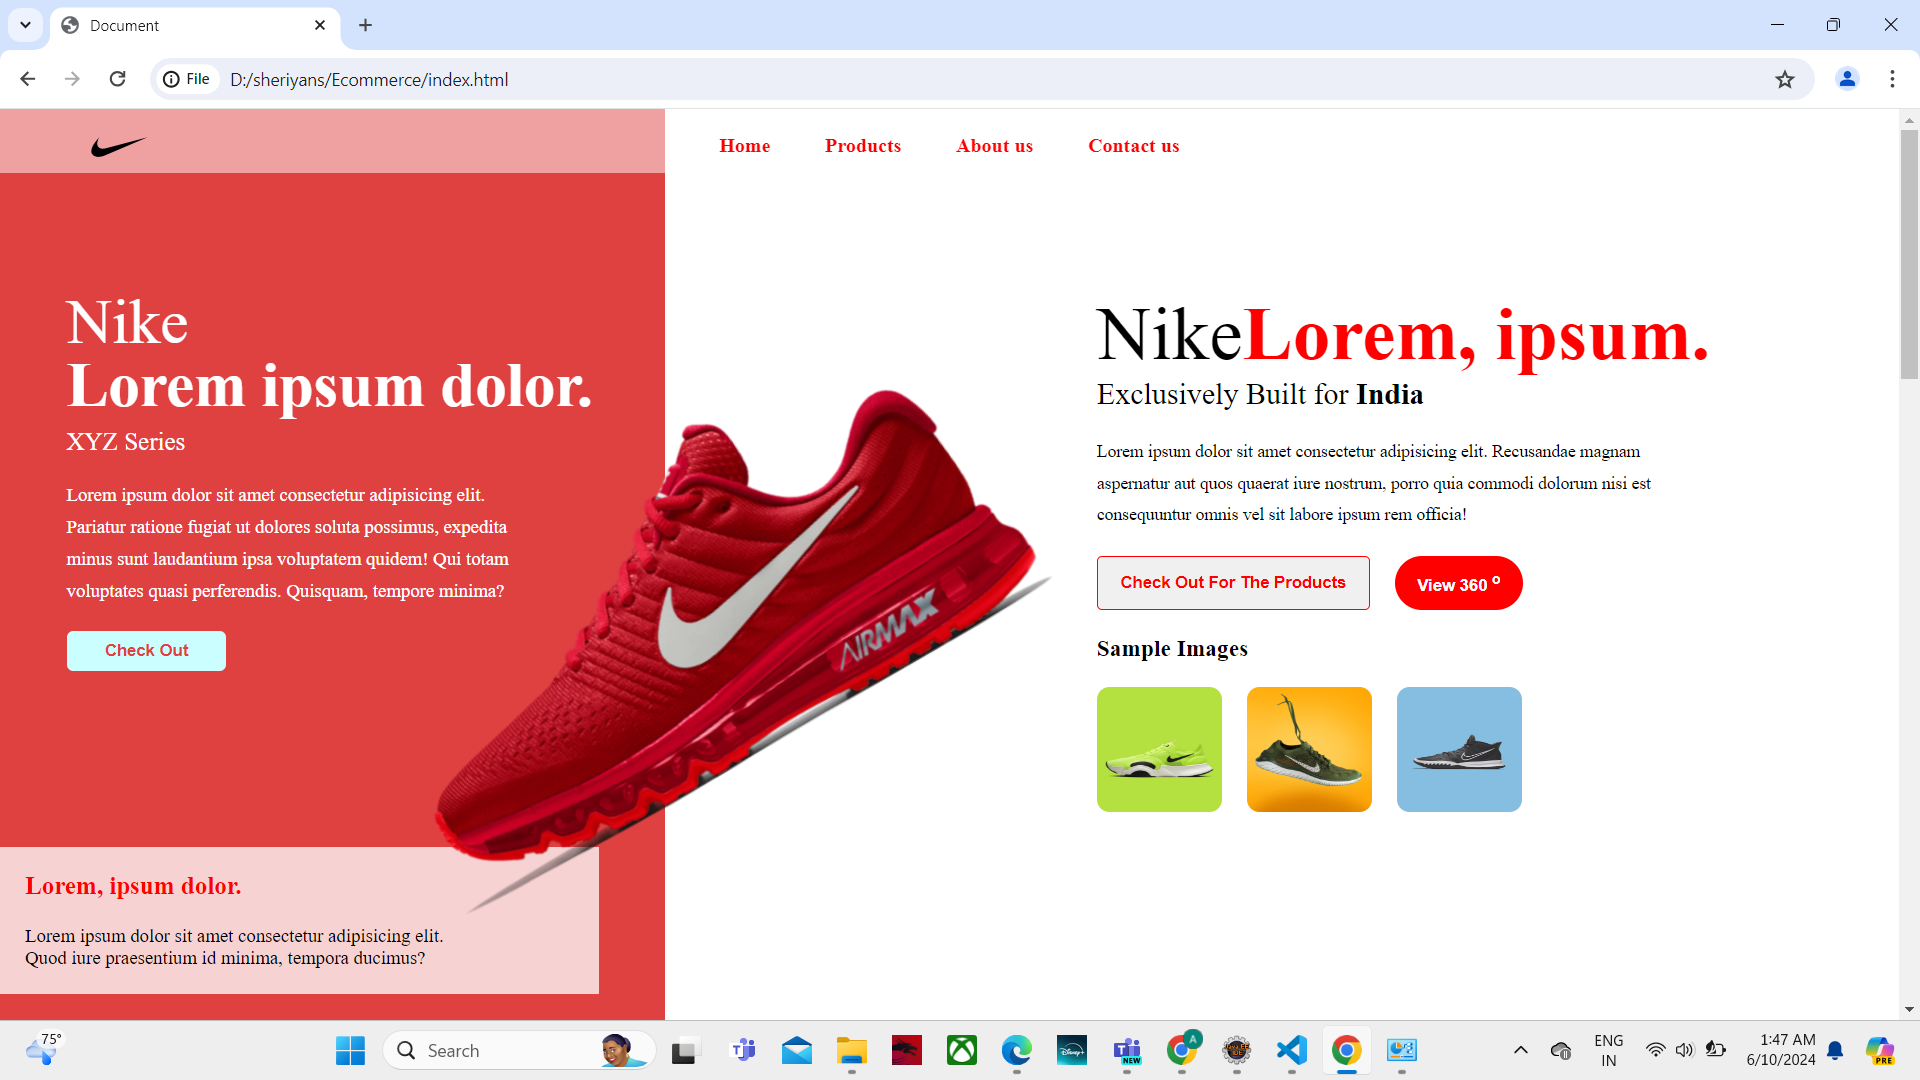 Document
File
D:/sheriyans/Ecommerce/index.html
Home Products About us Contact us
Nike
Lorem ipsum dolor.
XYZ Series
Lorem ipsum dolor sit amet consectetur adipisicing elit.
Pariatur ratione fugiat ut dolores soluta possimus, expedita
minus sunt laudantium ipsa voluptatem quidem! Qui totam
voluptates quasi perferendis. Quisquam, tempore minima?
Check Out
Lorem, ipsum dolor.
Lorem ipsum dolor sit amet consectetur adipisicing elit.
Quod iure praesentium id minima, tempora ducimus?
AIRMAX
NikeLorem, ipsum.
Exclusively Built for India
Lorem ipsum dolor sit amet consectetur adipisicing elit. Recusandae magnam
aspernatur aut quos quaerat iure nostrum, porro quia commodi dolorum nisi est
consequuntur omnis vel sit labore ipsum rem officia!
Check Out For The Products
View 360 o
Sample Images
75°
Search
NEW
A
ENG
IN
1:47 AM
6/10/2024
PRE